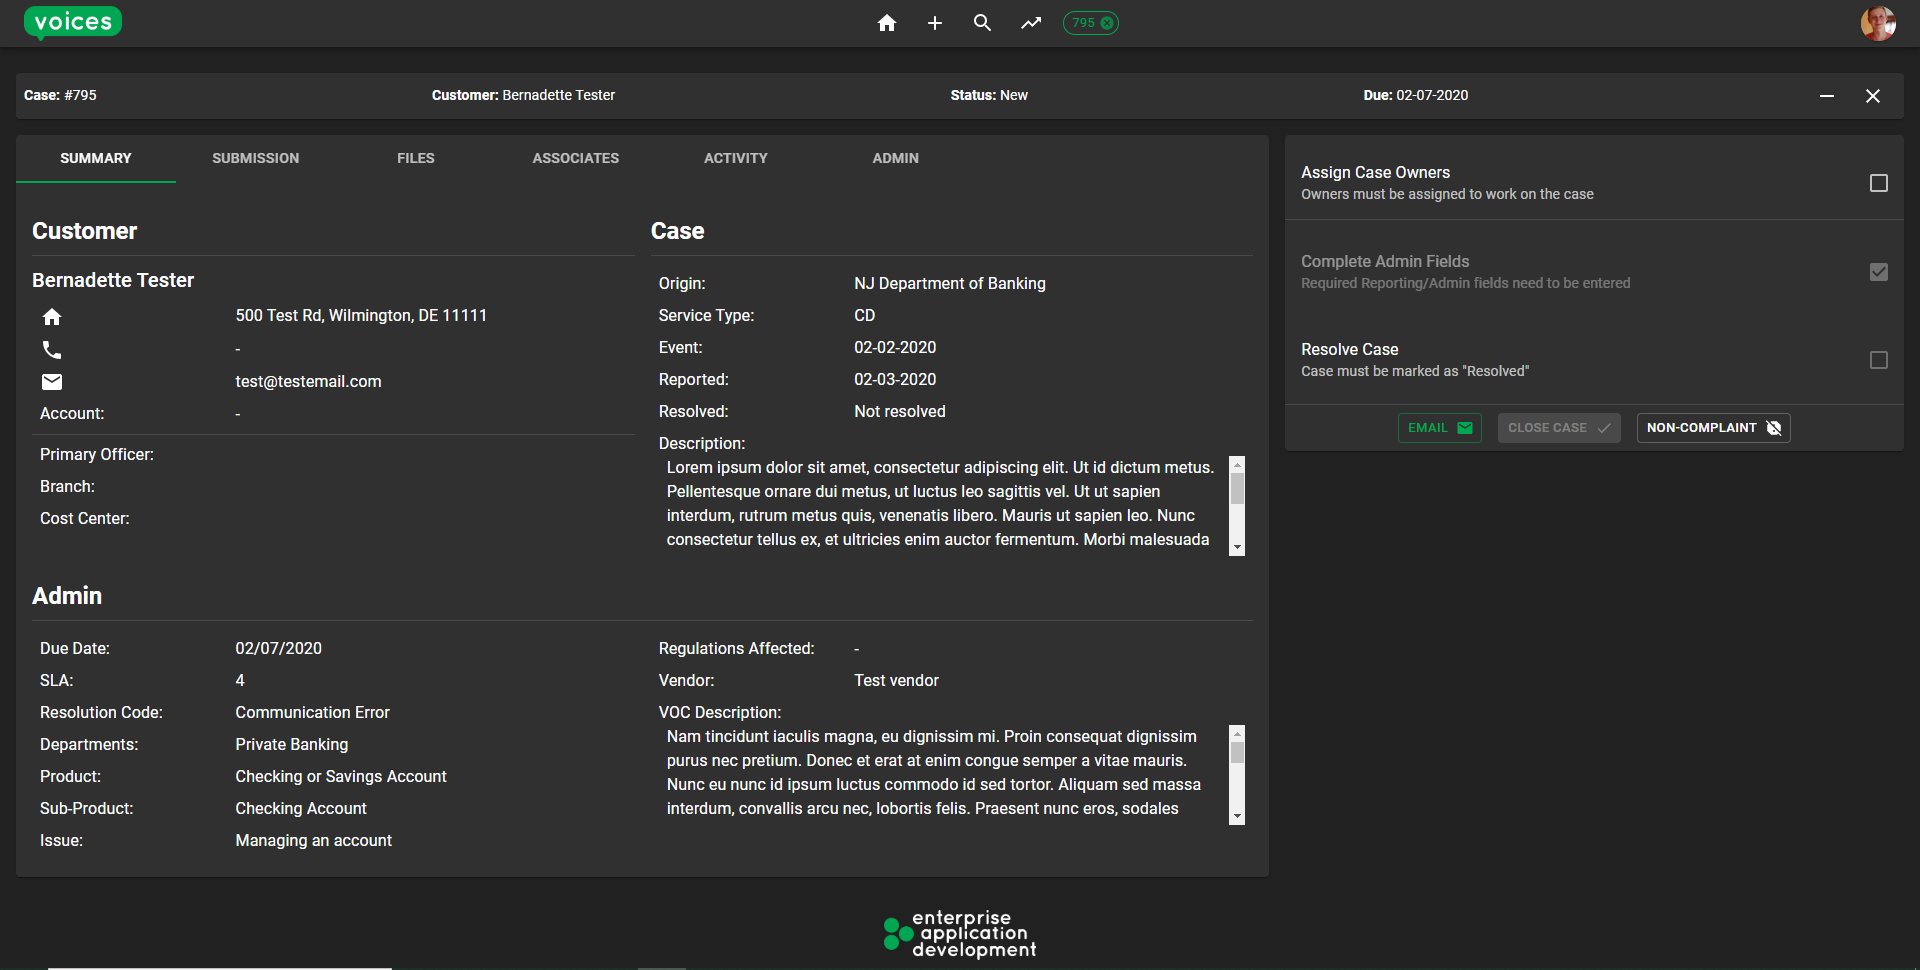 voices
795
Case: #795
Customer: Bernadette Tester
Status: New
Due: 02-07-2020
SUMMARY
SUBMISSION
FILES
ASSOCIATES
ACTIVITY
ADMIN
Customer
Bernadette Tester
500 Test Rd, Wilmington, DE 11111
-
test@testemail.com
Account: -
Primary Officer:
Branch:
Cost Center:
Case
Origin: NJ Department of Banking
Service Type: CD
Event: 02-02-2020
Reported: 02-03-2020
Resolved: Not resolved
Description:
Lorem ipsum dolor sit amet, consectetur adipiscing elit. Ut id dictum metus.
Pellentesque ornare dui metus, ut luctus leo sagittis vel. Ut ut sapien
interdum, rutrum metus quis, venenatis libero. Mauris ut sapien leo. Nunc
consectetur tellus ex, et ultricies enim auctor fermentum. Morbi malesuada
Admin
Due Date: 02/07/2020
SLA: 4
Resolution Code: Communication Error
Departments: Private Banking
Product: Checking or Savings Account
Sub-Product: Checking Account
Issue: Managing an account
Regulations Affected: -
Vendor: Test vendor
VOC Description:
Nam tincidunt iaculis magna, eu dignissim mi. Proin consequat dignissim
purus nec pretium. Donec et erat at enim congue semper a vitae mauris.
Nunc eu nunc id ipsum luctus commodo id sed tortor. Aliquam sed massa
interdum, convallis arcu nec, lobortis felis. Praesent nunc eros, sodales
Assign Case Owners
Owners must be assigned to work on the case
Complete Admin Fields
Required Reporting/Admin fields need to be entered
Resolve Case
Case must be marked as "Resolved"
EMAIL
CLOSE CASE
NON-COMPLAINT
enterprise
application
development